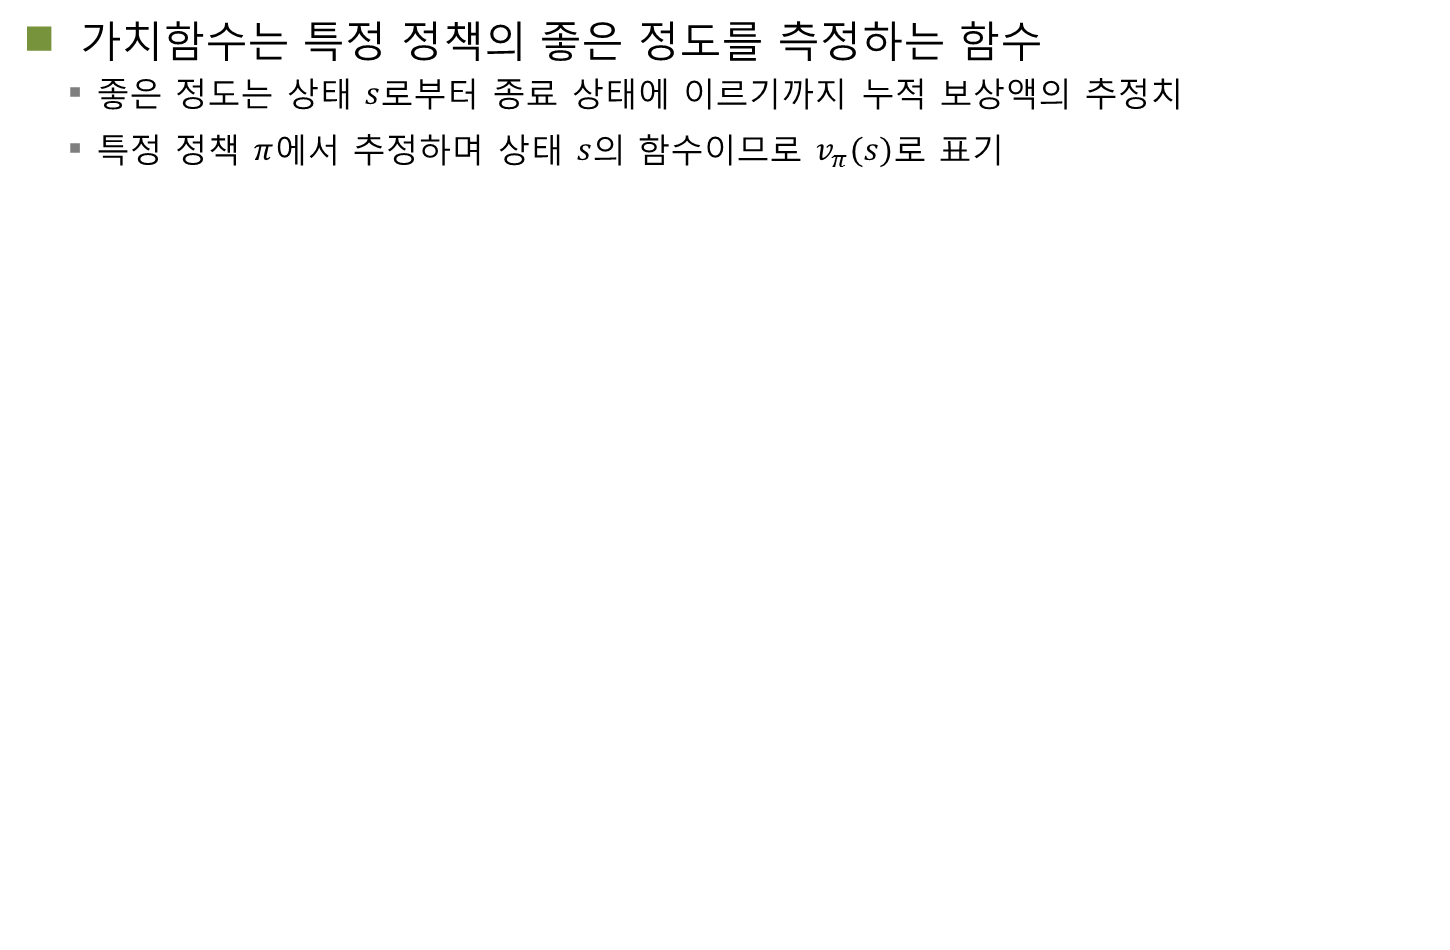 ■ 가치함수는 특정 정책의 좋은 정도를 측정하는 함수
▪ 좋은 정도는 상태 𝑠로부터 종료 상태에 이르기까지 누적 보상액의 추정치
▪ 특정 정책 𝜋에서 추정하며 상태 𝑠의 함수이므로 𝑣_𝜋(𝑠)로 표기